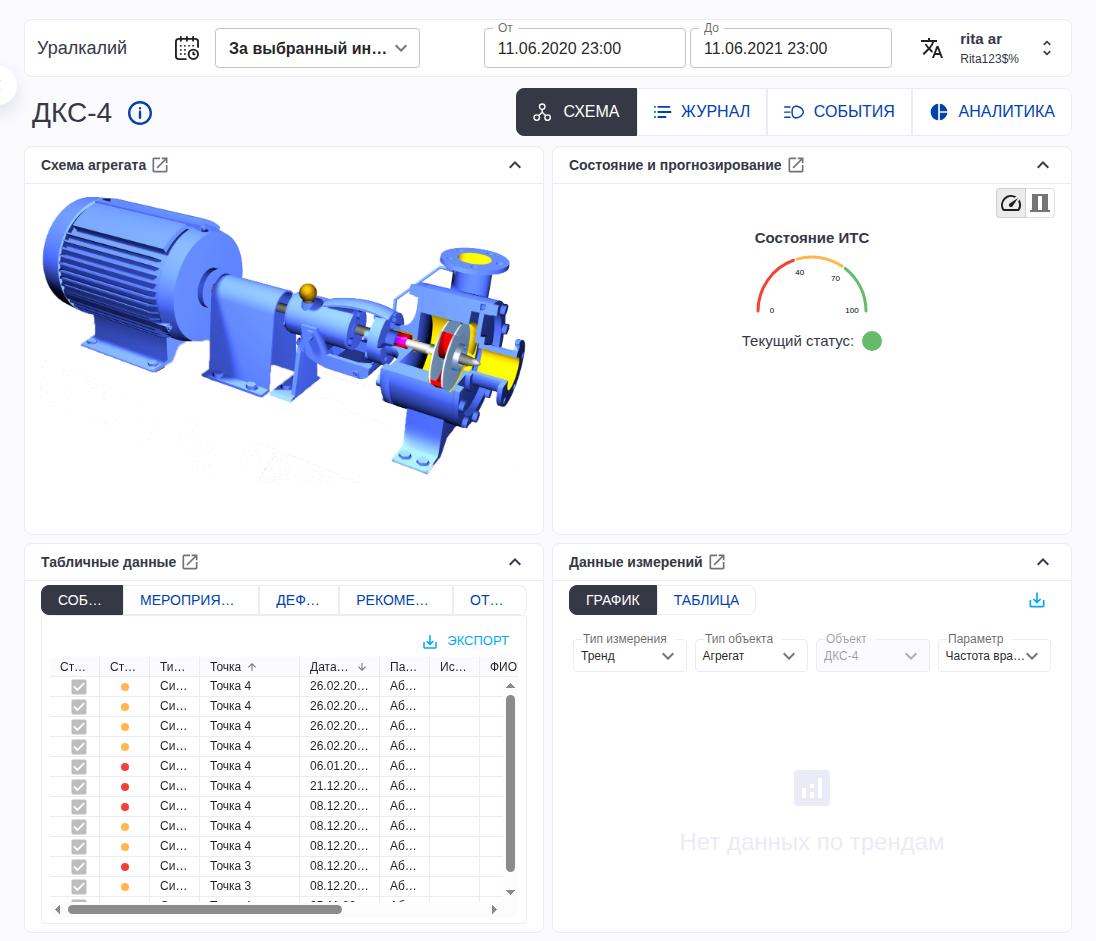 Уралкалий
За выбранный ин…
От
11.06.2020 23:00
До
11.06.2021 23:00
rita ar
Rita123$%
ДКС-4
СХЕМА
ЖУРНАЛ
СОБЫТИЯ
АНАЛИТИКА
Схема агрегата
Состояние и прогнозирование
Состояние ИТС
40
70
0
100
Текущий статус:
Табличные данные
СОБ…
МЕРОПРИЯ…
ДЕФ…
РЕКОМЕ…
ОТ…
ЭКСПОРТ
Ст… Ст… Ти… Точка Дата… Па… Ис… ФИО
Си… Точка 4 26.02.20… Аб…
Си… Точка 4 26.02.20… Аб…
Си… Точка 4 26.02.20… Аб…
Си… Точка 4 26.02.20… Аб…
Си… Точка 4 06.01.20… Аб…
Си… Точка 4 21.12.20… Аб…
Си… Точка 4 08.12.20… Аб…
Си… Точка 4 08.12.20… Аб…
Си… Точка 4 08.12.20… Аб…
Си… Точка 3 08.12.20… Аб…
Си… Точка 3 08.12.20… Аб…
Данные измерений
ГРАФИК
ТАБЛИЦА
Тип измерения
Тренд
Тип объекта
Агрегат
Объект
ДКС-4
Параметр
Частота вра…
Нет данных по трендам